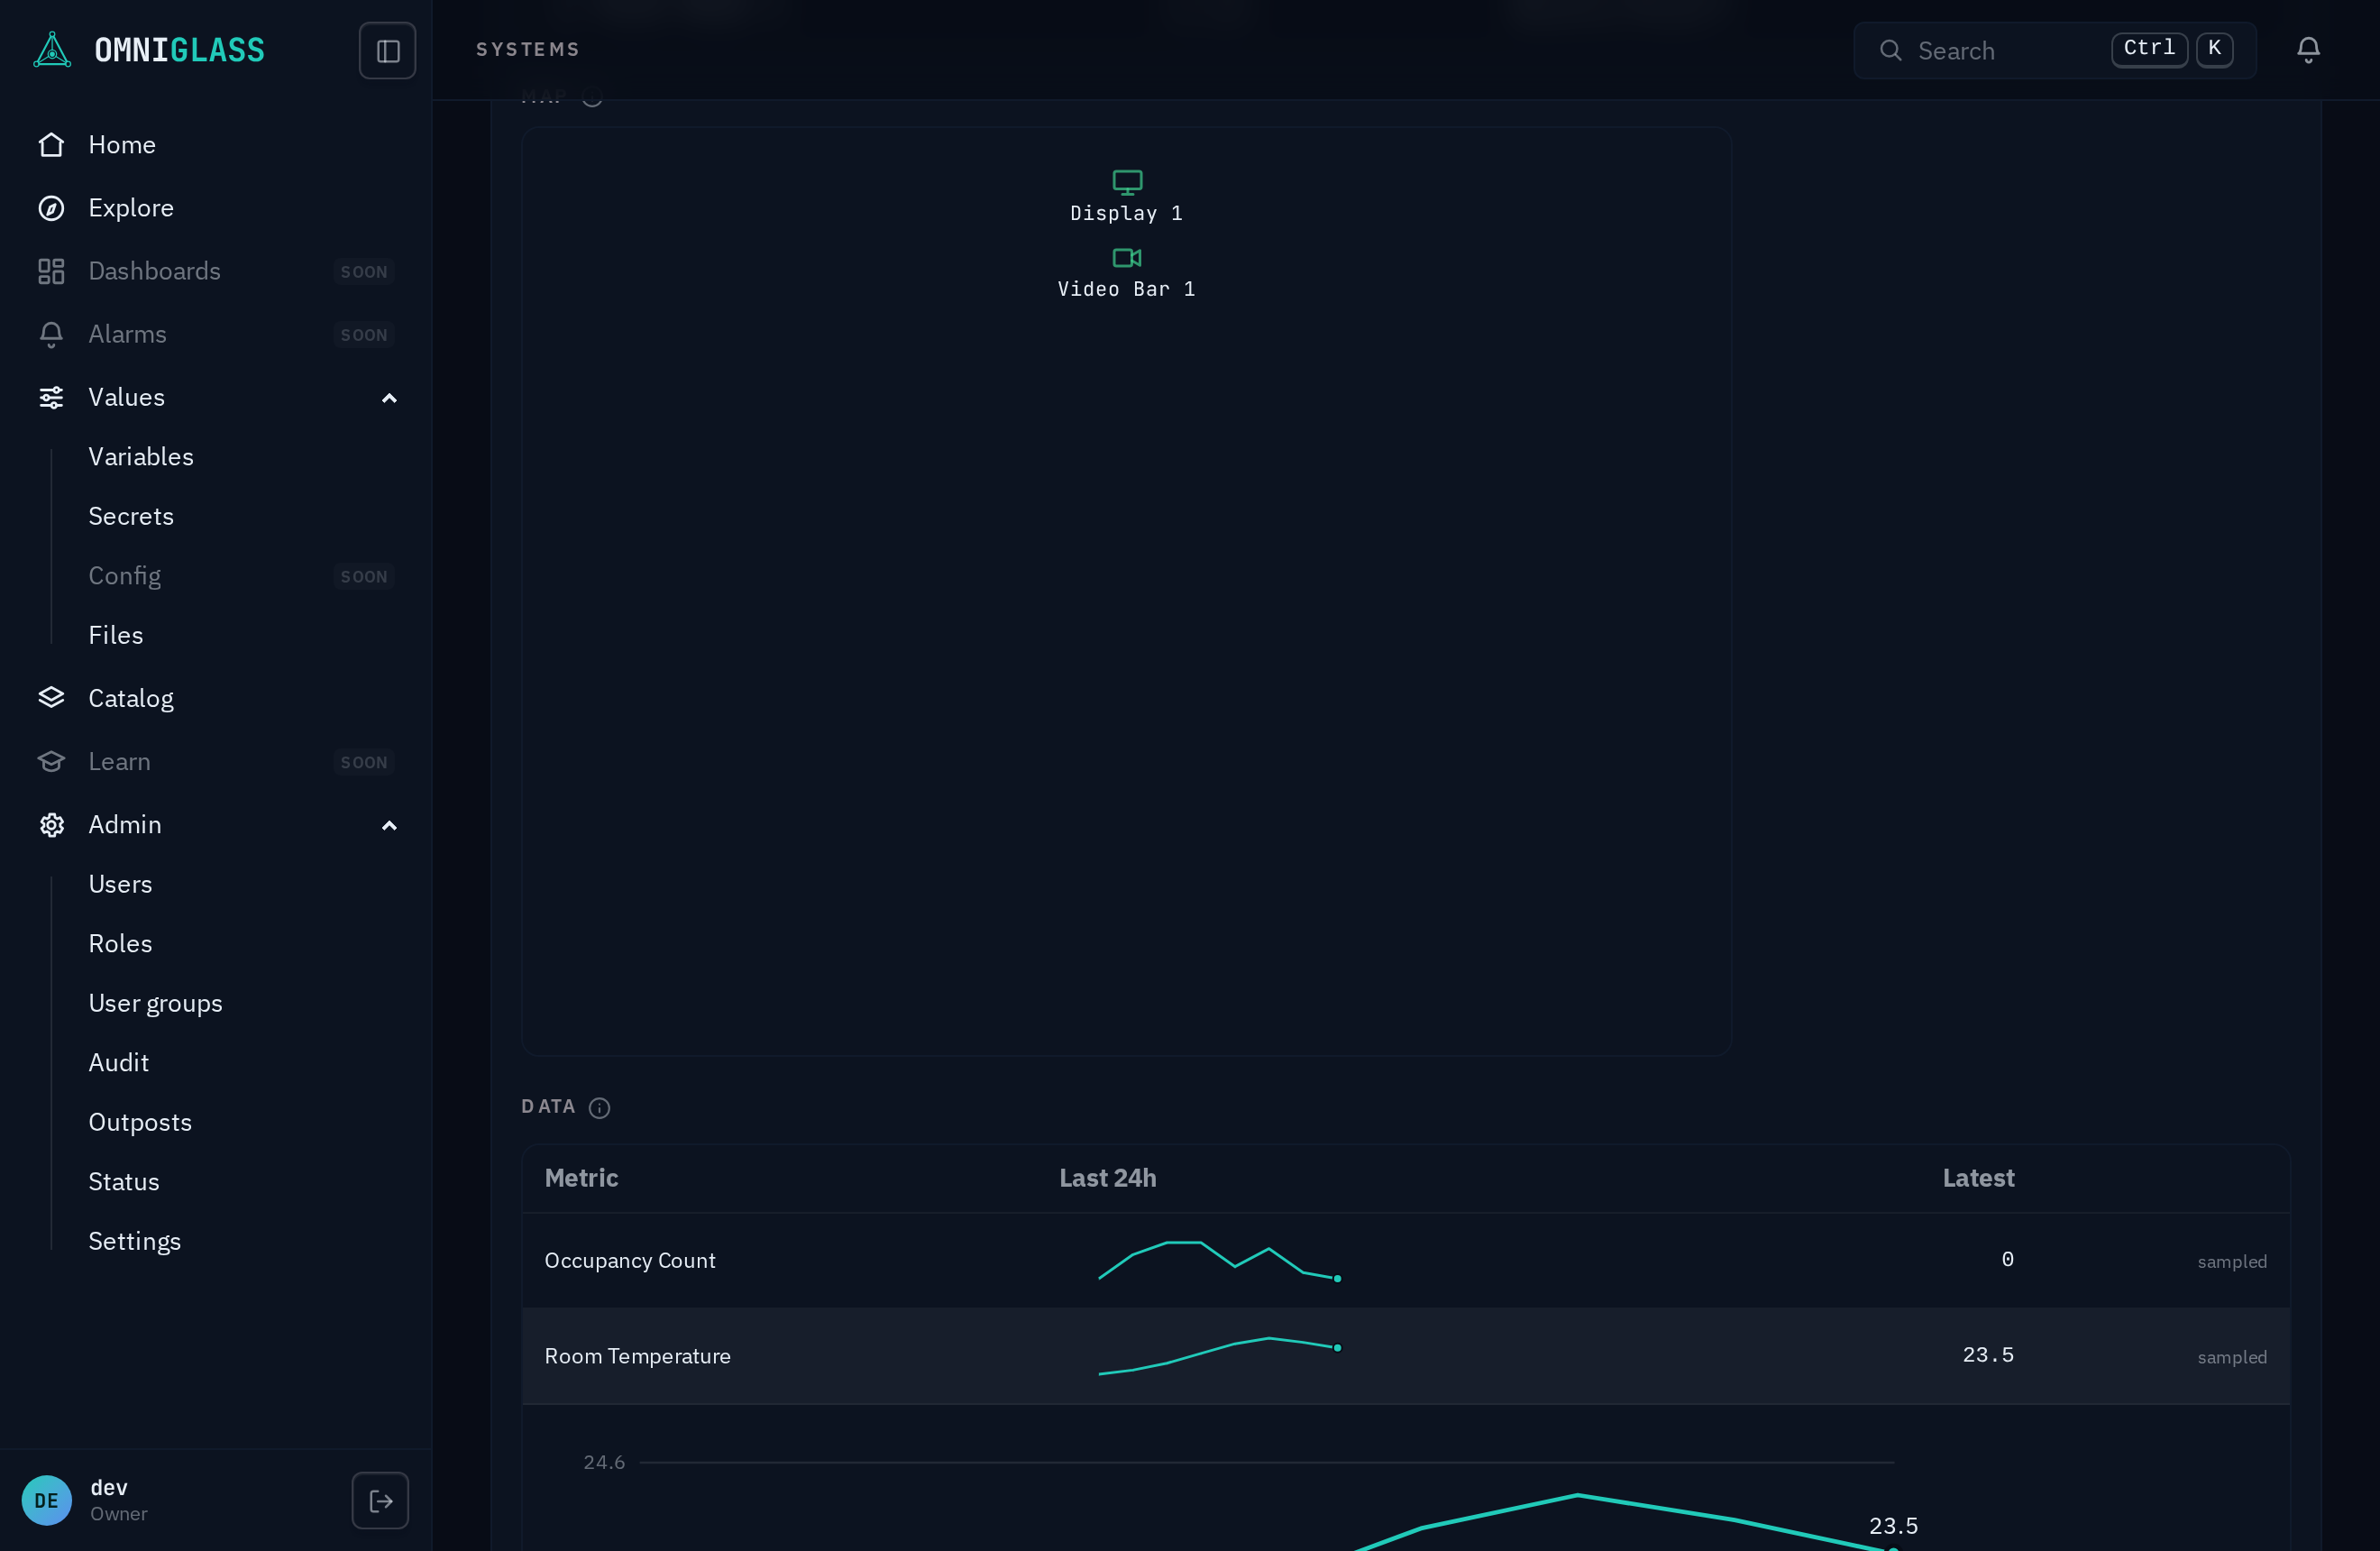 OMNIGLASS
SYSTEMS
Search
Ctrl
K
Home
Explore
Dashboards
SOON
Alarms
SOON
Values
Variables
Secrets
Config
SOON
Files
Catalog
Learn
SOON
Admin
Users
Roles
User groups
Audit
Outposts
Status
Settings
DE
dev
Owner
MAP
Display 1
Video Bar 1
DATA
Metric
Last 24h
Latest
Occupancy Count
0
sampled
Room Temperature
23.5
sampled
24.6
23.5